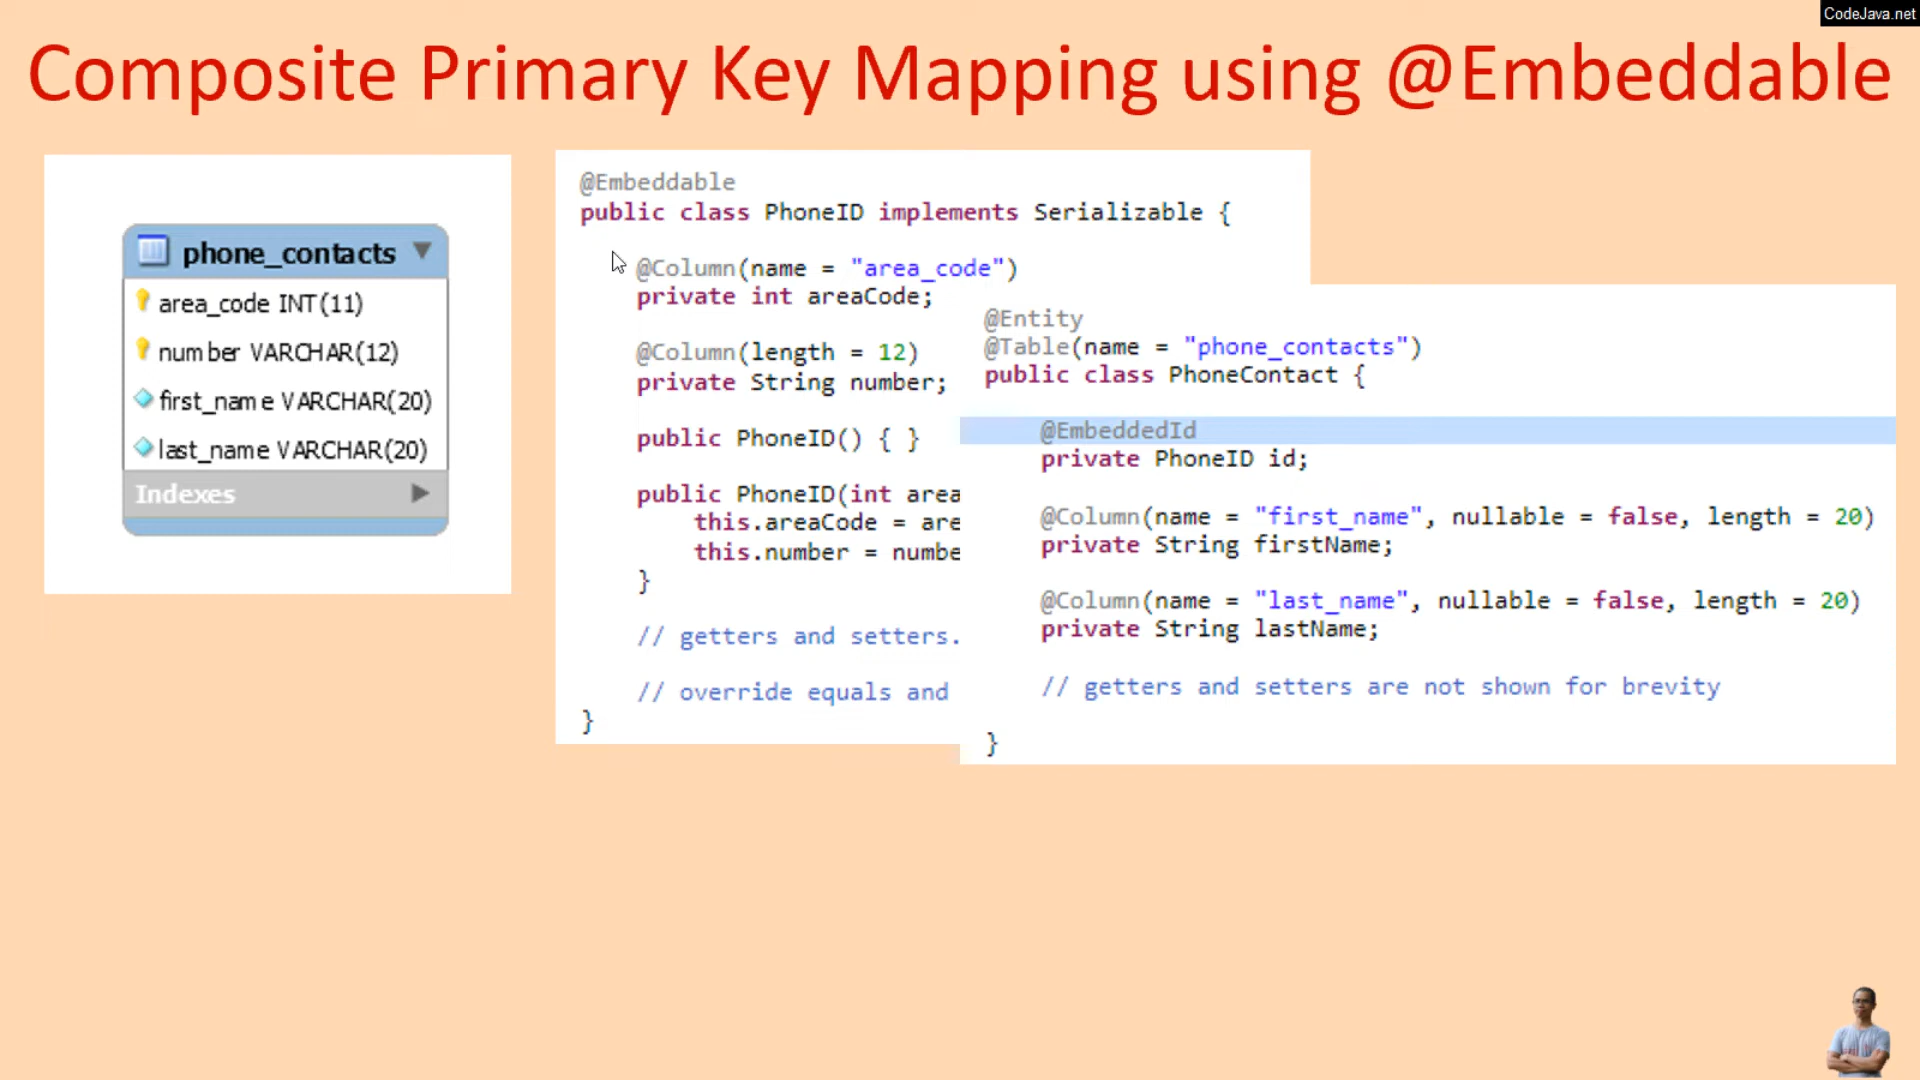 CodeJava.net
Composite Primary Key Mapping using @Embeddable
phone_contacts
area_code INT(11)
number VARCHAR(12)
first_name VARCHAR(20)
last_name VARCHAR(20)
Indexes
@Embeddable
public class PhoneID implements Serializable {
@Column(name = "area_code")
private int areaCode;
@Column(length = 12)
private String number;
public PhoneID() { }
public PhoneID(int area
this.areaCode = are
this.number = numbe
}
// getters and setters.
// override equals and
}
@Entity
@Table(name = "phone_contacts")
public class PhoneContact {
@EmbeddedId
private PhoneID id;
@Column(name = "first_name", nullable = false, length = 20)
private String firstName;
@Column(name = "last_name", nullable = false, length = 20)
private String lastName;
// getters and setters are not shown for brevity
}